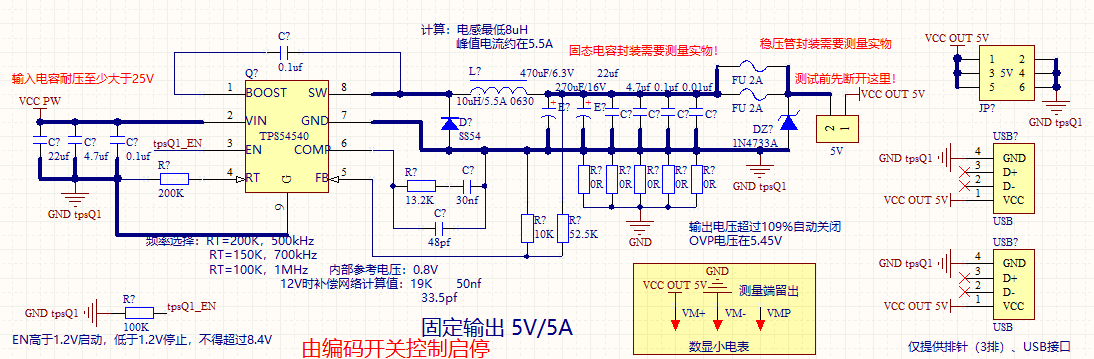 计算：电感最低8uH
峰值电流约在5.5A
固态电容封装需要测量实物！
稳压管封装需要测量实物
输入电容耐压至少大于25V
测试前先断开这里！
VCC PW
C?
0.1uf
Q?
1 BOOST SW 8
2 VIN GND 7
TPS54540
3 EN COMP 6
4 RT FB 5
G
9
tpsQ1_EN
C?
22uf
C?
4.7uf
C?
0.1uf
R?
200K
GND tpsQ1
L?
10uH/5.5A 0630
D?
SS54
470uF/6.3V
270uF/16V
22uf
4.7uf 0.1uf 0.01uf
E?
E?
C?
C?
C?
C?
R?
0R
R?
0R
R?
0R
R?
0R
R?
0R
GND
FU 2A
FU 2A
DZ?
1N4733A
GND tpsQ1
VCC OUT 5V
2 1
5V
R?
13.2K
C?
30nf
C?
48pf
R?
10K
R?
52.5K
VCC OUT 5V
1 2
3 5V 4
5 6
JP?
GND tpsQ1
USB?
GND tpsQ1 4 GND
3 D+
2 D-
VCC OUT 5V 1 VCC
USB
USB?
GND tpsQ1 4 GND
3 D+
2 D-
VCC OUT 5V 1 VCC
USB
频率选择：RT=200K，500kHz
RT=150K，700kHz
RT=100K，1MHz
内部参考电压：0.8V
12V时补偿网络计算值：19K 50nf
33.5pf
输出电压超过109%自动关闭
OVP电压在5.45V
GND
VCC OUT 5V
测量端留出
VM+ VM- VMP
数显小电表
R?
GND tpsQ1
tpsQ1_EN
100K
EN高于1.2V启动，低于1.2V停止，不得超过8.4V
固定输出 5V/5A
由编码开关控制启停
仅提供排针（3排）、USB接口